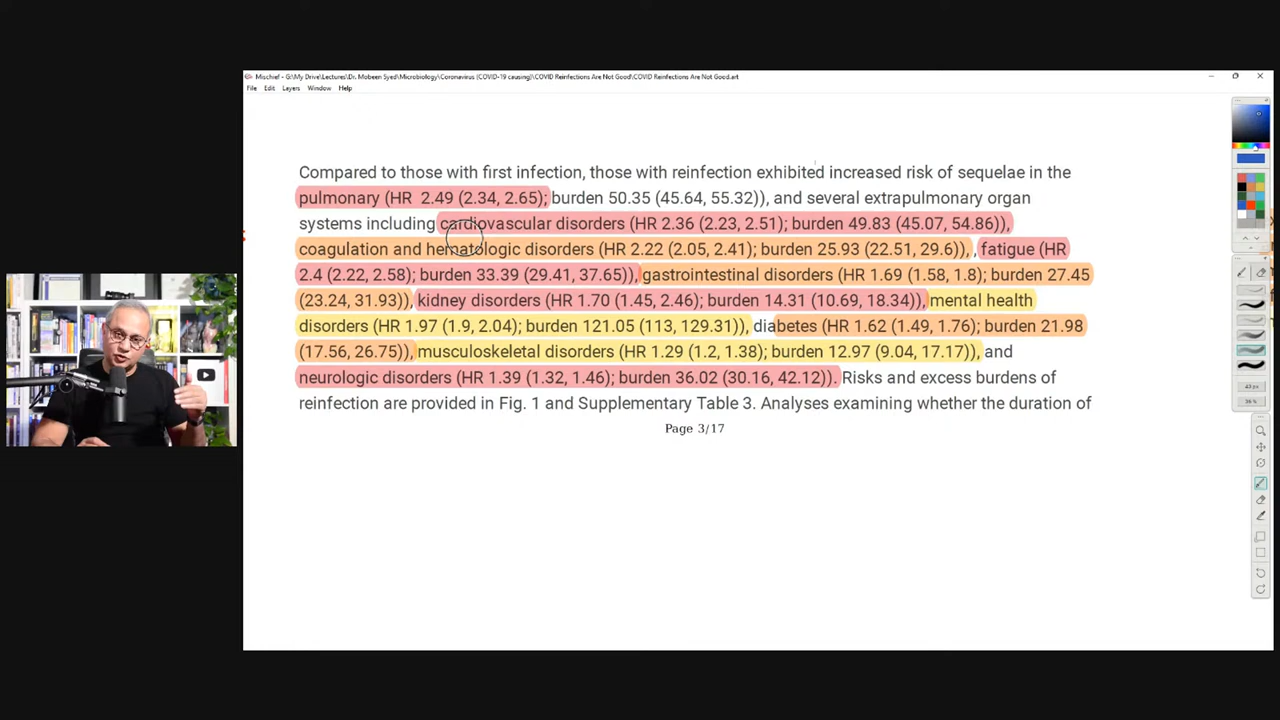 Mischief - G:\My Drive\Lectures\Dr. Mobeen Syed\Microbiology\Coronavirus (COVID-19 causing)\COVID Reinfections Are Not Good\COVID Reinfections Are Not Good.art
File Edit Layers Window Help
Compared to those with first infection, those with reinfection exhibited increased risk of sequelae in the
pulmonary (HR 2.49 (2.34, 2.65); burden 50.35 (45.64, 55.32)), and several extrapulmonary organ
systems including cardiovascular disorders (HR 2.36 (2.23, 2.51); burden 49.83 (45.07, 54.86)),
coagulation and hematologic disorders (HR 2.22 (2.05, 2.41); burden 25.93 (22.51, 29.6)), , fatigue (HR
2.4 (2.22, 2.58); burden 33.39 (29.41, 37.65)), gastrointestinal disorders (HR 1.69 (1.58, 1.8); burden 27.45
(23.24, 31.93)), kidney disorders (HR 1.70 (1.45, 2.46); burden 14.31 (10.69, 18.34)), mental health
disorders (HR 1.97 (1.9, 2.04); burden 121.05 (113, 129.31)), diabetes (HR 1.62 (1.49, 1.76); burden 21.98
(17.56, 26.75)), musculoskeletal disorders (HR 1.29 (1.2, 1.38); burden 12.97 (9.04, 17.17)), and
neurologic disorders (HR 1.39 (1.32, 1.46); burden 36.02 (30.16, 42.12)). Risks and excess burdens of
reinfection are provided in Fig. 1 and Supplementary Table 3. Analyses examining whether the duration of
Page 3/17